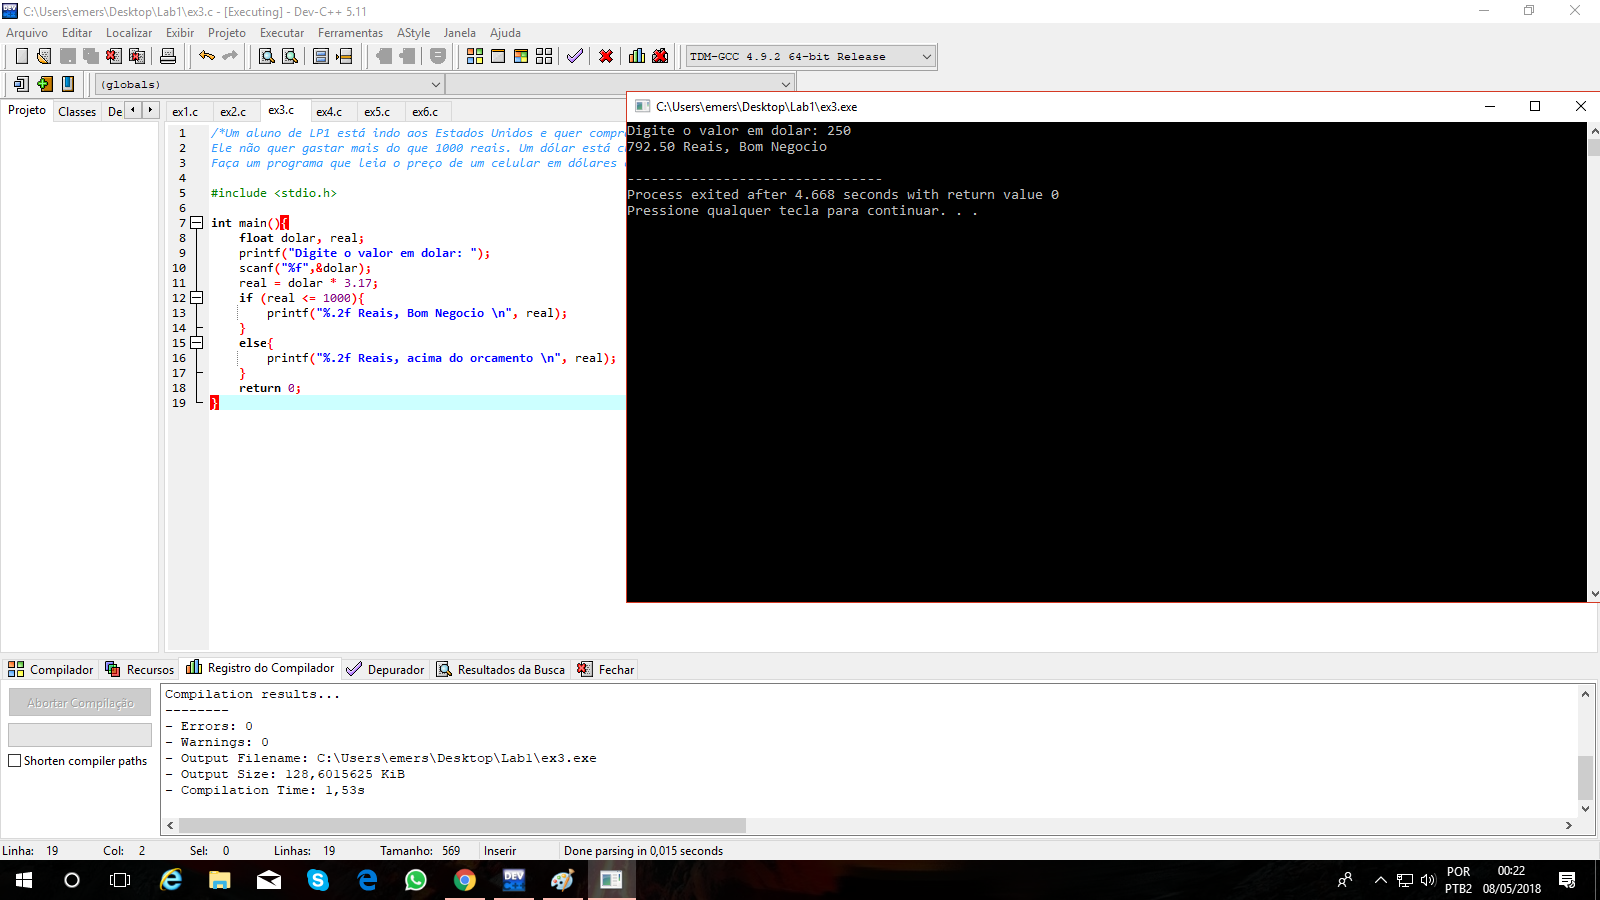 C:\Users\emers\Desktop\Lab1\ex3.c - [Executing] - Dev-C++ 5.11
Arquivo Editar Localizar Exibir Projeto Executar Ferramentas AStyle Janela Ajuda
TDM-GCC 4.9.2 64-bit Release
(globals)
Projeto Classes De
ex1.c ex2.c ex3.c ex4.c ex5.c ex6.c
1 /*Um aluno de LP1 está indo aos Estados Unidos e quer compr
2 Ele não quer gastar mais do que 1000 reais. Um dólar está c
3 Faça um programa que leia o preço de um celular em dólares
4
5 #include <stdio.h>
6
7 int main(){
8 float dolar, real;
9 printf("Digite o valor em dolar: ");
10 scanf("%f",&dolar);
11 real = dolar * 3.17;
12 if (real <= 1000){
13 printf("%.2f Reais, Bom Negocio \n", real);
14 }
15 else{
16 printf("%.2f Reais, acima do orcamento \n", real);
17 }
18 return 0;
19 }
C:\Users\emers\Desktop\Lab1\ex3.exe
Digite o valor em dolar: 250
792.50 Reais, Bom Negocio
--------------------------------
Process exited after 4.668 seconds with return value 0
Pressione qualquer tecla para continuar. . .
Compilador Recursos Registro do Compilador Depurador Resultados da Busca Fechar
Abortar Compilação
Shorten compiler paths
Compilation results...
--------
- Errors: 0
- Warnings: 0
- Output Filename: C:\Users\emers\Desktop\Lab1\ex3.exe
- Output Size: 128,6015625 KiB
- Compilation Time: 1,53s
Linha: 19 Col: 2 Sel: 0 Linhas: 19 Tamanho: 569 Inserir Done parsing in 0,015 seconds
DEV
POR
PTB2
00:22
08/05/2018